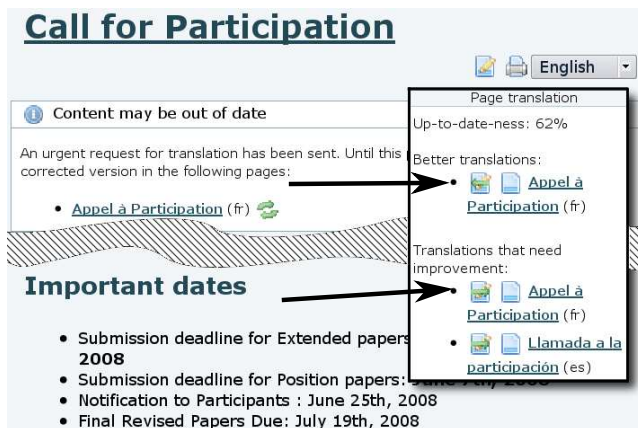 Call for Participation
English
Content may be out of date
An urgent request for translation has been sent. Until this
corrected version in the following pages:
• Appel à Participation (fr)
Important dates
• Submission deadline for Extended papers
2008
• Submission deadline for Position papers: June 7th, 2008
• Notification to Participants : June 25th, 2008
• Final Revised Papers Due: July 19th, 2008
Page translation
Up-to-date-ness: 62%
Better translations:
• Appel à
Participation (fr)
Translations that need
improvement:
• Appel à
Participation (fr)
• Llamada a la
participación (es)